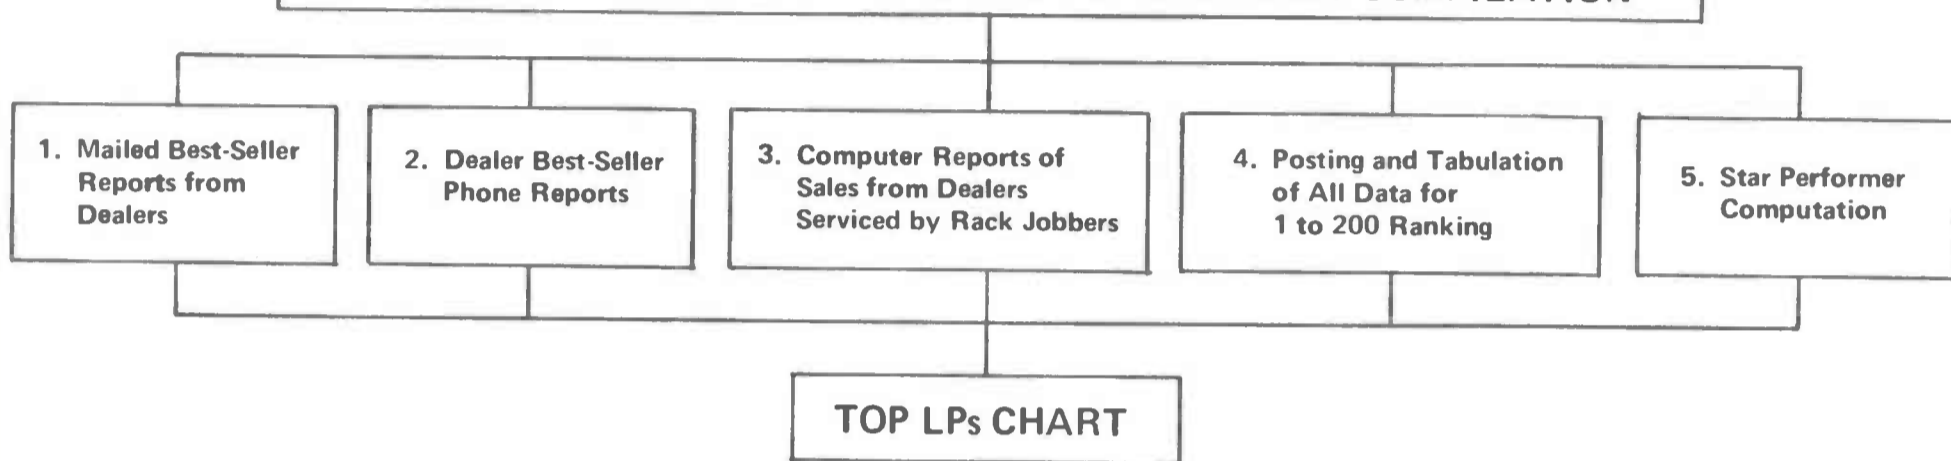 1. Mailed Best-Seller
Reports from
Dealers
2. Dealer Best-Seller
Phone Reports
3. Computer Reports of
Sales from Dealers
Serviced by Rack Jobbers
4. Posting and Tabulation
of All Data for
1 to 200 Ranking
5. Star Performer
Computation
TOP LPs CHART